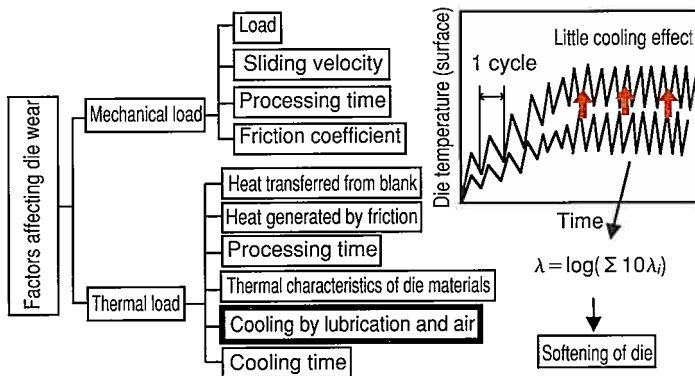 Factors affecting die wear
Mechanical load
Load
Sliding velocity
Processing time
Friction coefficient
Thermal load
Heat transferred from blank
Heat generated by friction
Processing time
Thermal characteristics of die materials
Cooling by lubrication and air
Cooling time
Die temperature (surface)
Little cooling effect
1 cycle
Time
λ=log(Σ10λi)
Softening of die